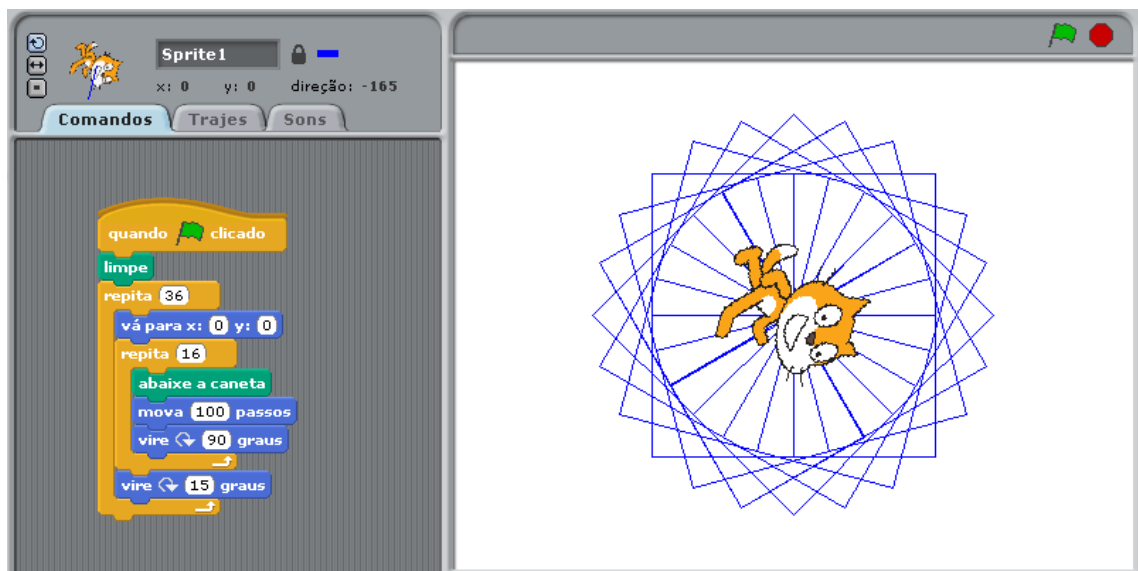 Sprite1
x: 0 y: 0 direção: -165
Comandos Trajes Sons
quando clicado
limpe
repita 36
vá para x: 0 y: 0
repita 16
abaixe a caneta
mova 100 passos
vire 90 graus
vire 15 graus